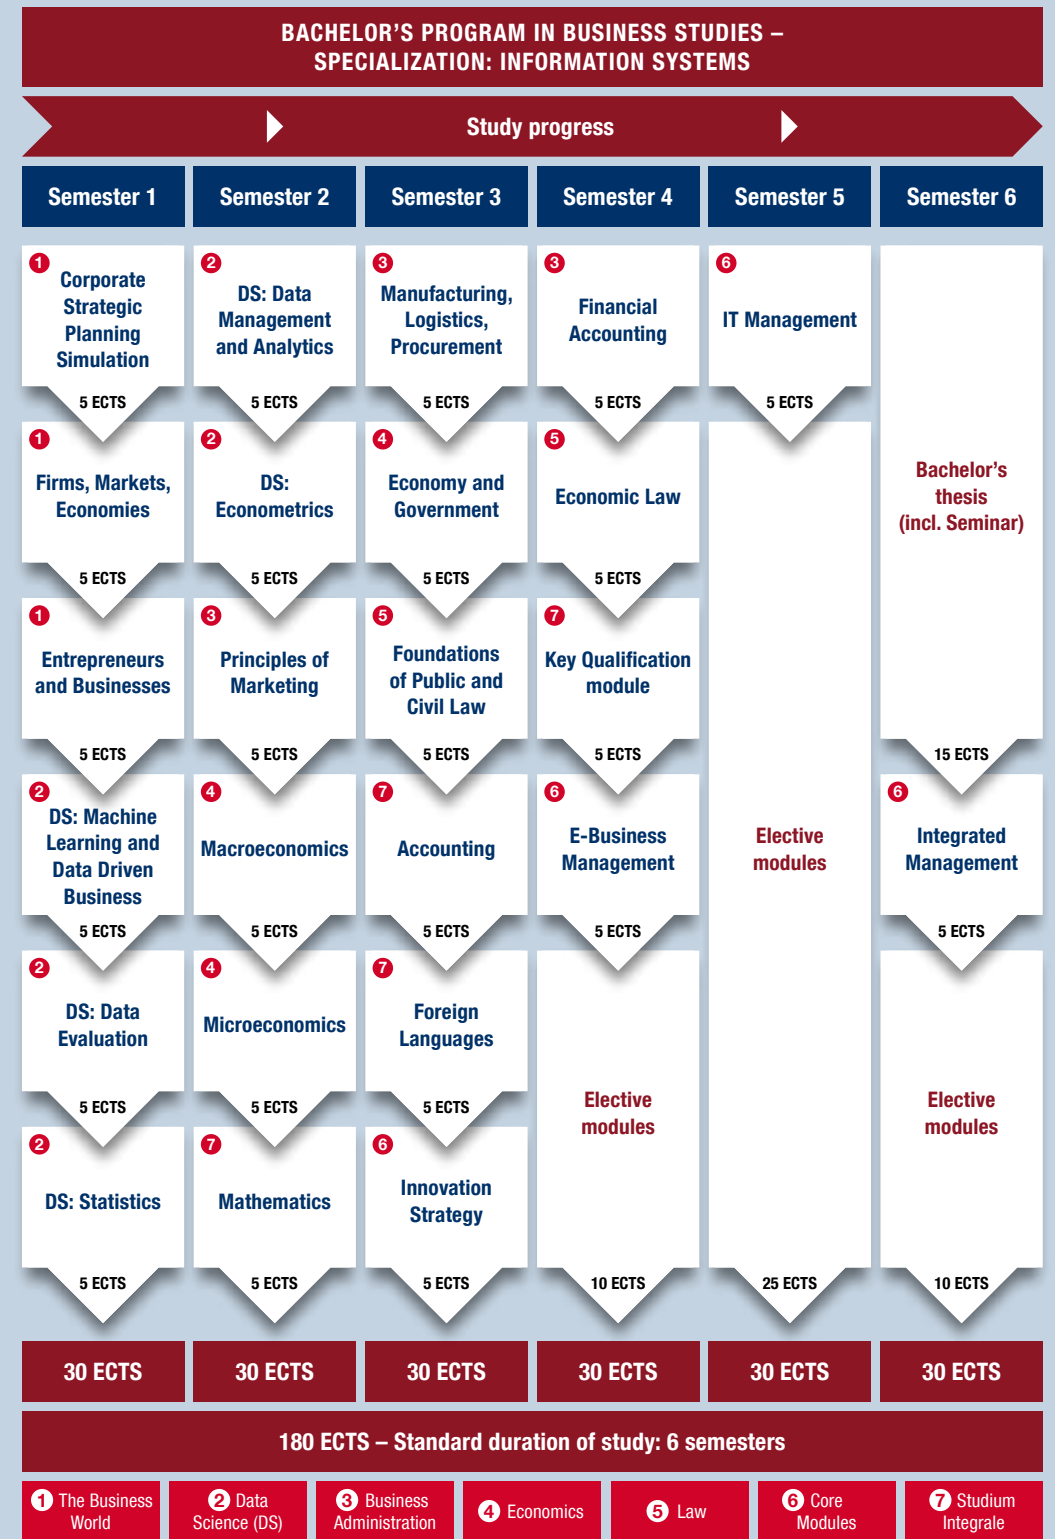 BACHELOR'S PROGRAM IN BUSINESS STUDIES –
SPECIALIZATION: INFORMATION SYSTEMS
Study progress
Semester 1
Semester 2
Semester 3
Semester 4
Semester 5
Semester 6
1
Corporate
Strategic
Planning
Simulation
5 ECTS
1
Firms, Markets,
Economies
5 ECTS
1
Entrepreneurs
and Businesses
5 ECTS
2
DS: Machine
Learning and
Data Driven
Business
5 ECTS
2
DS: Data
Evaluation
5 ECTS
2
DS: Statistics
5 ECTS
30 ECTS
2
DS: Data
Management
and Analytics
5 ECTS
2
DS:
Econometrics
5 ECTS
3
Principles of
Marketing
5 ECTS
4
Macroeconomics
5 ECTS
4
Microeconomics
5 ECTS
7
Mathematics
5 ECTS
30 ECTS
3
Manufacturing,
Logistics,
Procurement
5 ECTS
4
Economy and
Government
5 ECTS
5
Foundations
of Public and
Civil Law
5 ECTS
7
Accounting
5 ECTS
7
Foreign
Languages
5 ECTS
6
Innovation
Strategy
5 ECTS
30 ECTS
3
Financial
Accounting
5 ECTS
5
Economic Law
5 ECTS
7
Key Qualification
module
5 ECTS
6
E-Business
Management
5 ECTS
Elective
modules
10 ECTS
30 ECTS
6
IT Management
5 ECTS
Elective
modules
25 ECTS
30 ECTS
Bachelor's
thesis
(incl. Seminar)
15 ECTS
6
Integrated
Management
5 ECTS
Elective
modules
10 ECTS
30 ECTS
180 ECTS – Standard duration of study: 6 semesters
1 The Business
World
2 Data
Science (DS)
3 Business
Administration
4 Economics
5 Law
6 Core
Modules
7 Studium
Integrale